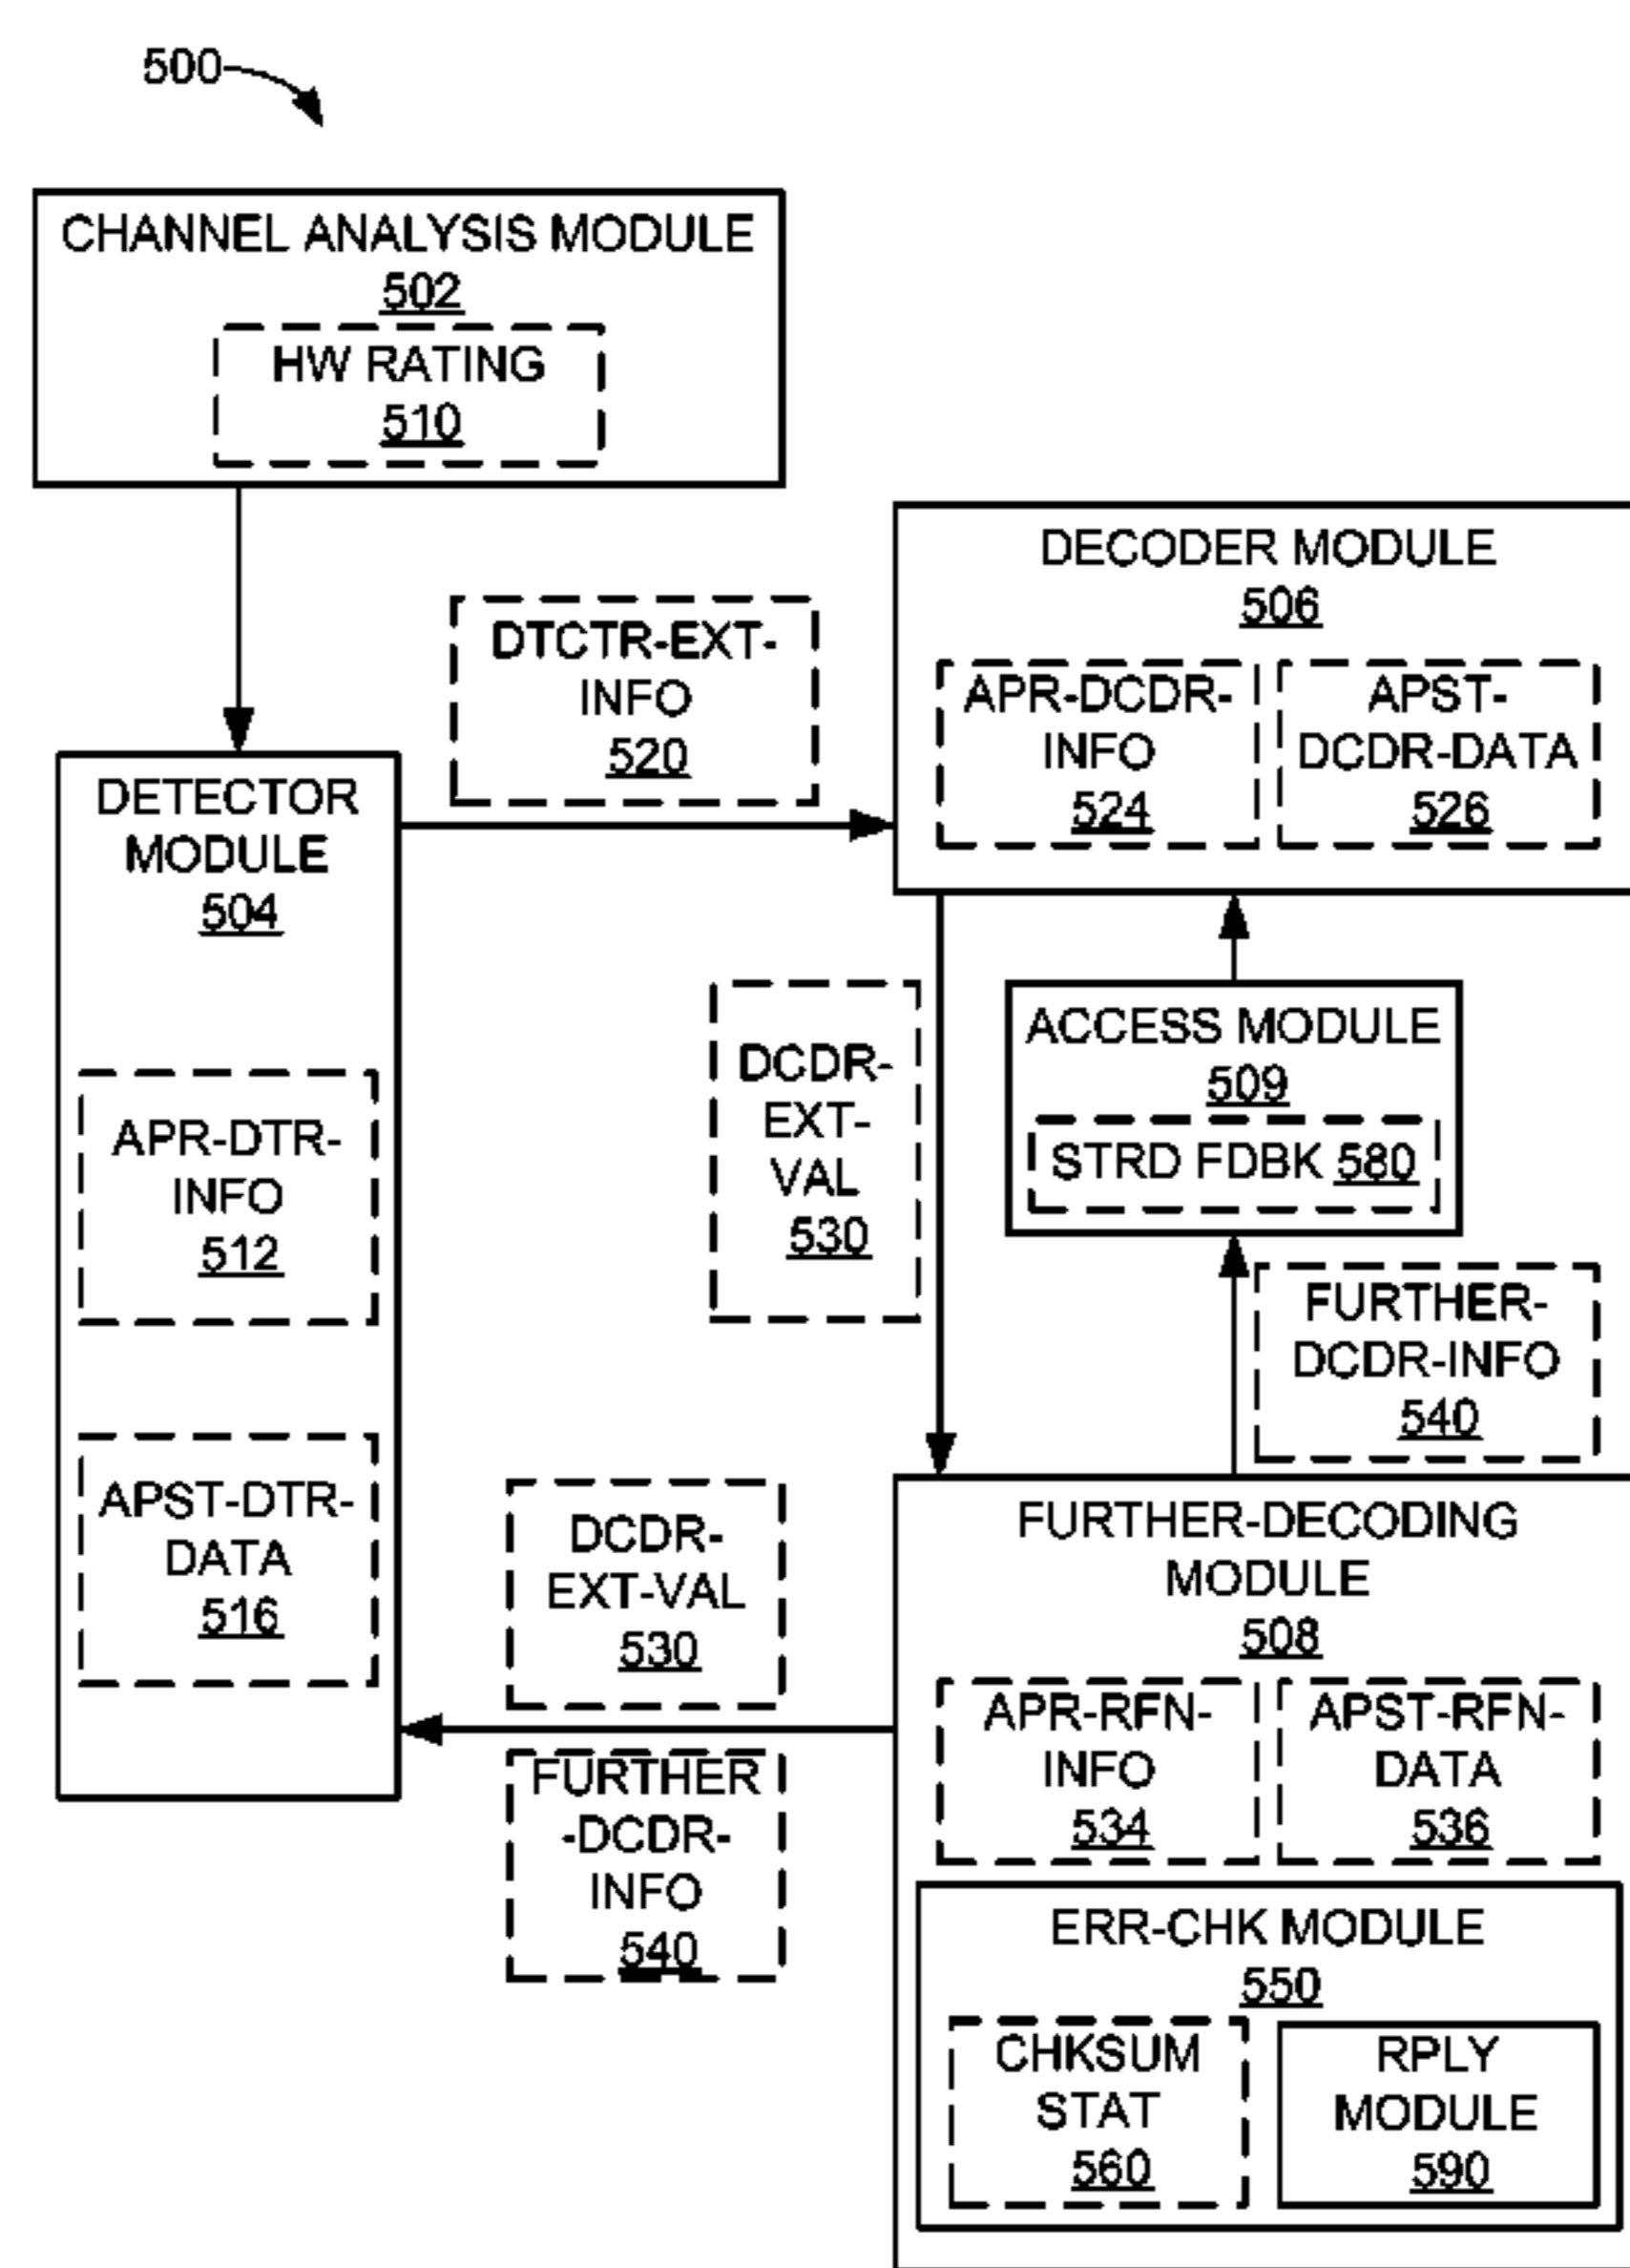 500
CHANNEL ANALYSIS MODULE
502
HW RATING
510
DECODER MODULE
506
APR-DCDR-
INFO
524
APST-
DCDR-DATA
526
DTCTR-EXT-
INFO
520
DETECTOR
MODULE
504
APR-DTR-
INFO
512
APST-DTR-
DATA
516
DCDR-
EXT-
VAL
530
ACCESS MODULE
509
STRD FDBK 580
FURTHER-
DCDR-INFO
540
DCDR-
EXT-VAL
530
FURTHER
-DCDR-
INFO
540
FURTHER-DECODING
MODULE
508
APR-RFN-
INFO
534
APST-RFN-
DATA
536
ERR-CHK MODULE
550
CHKSUM
STAT
560
RPLY
MODULE
590